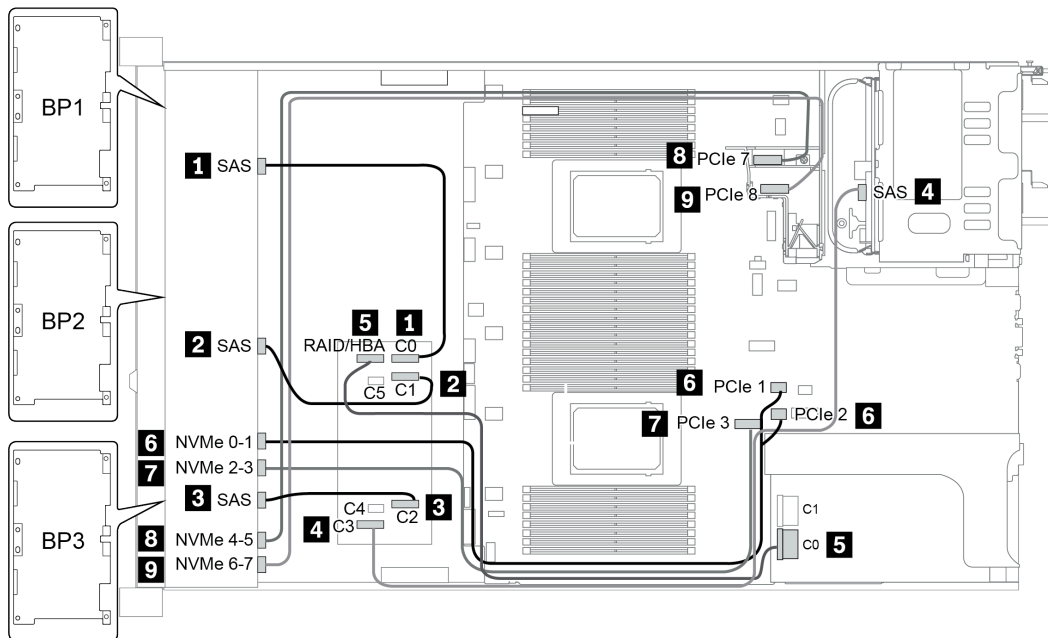 BP1
BP2
BP3
1 SAS
2 SAS
6 NVMe 0-1
7 NVMe 2-3
3 SAS
8 NVMe 4-5
9 NVMe 6-7
5 1
RAID/HBA C0
C5 C1 2
C4
4 C3 C2 3
8 PCIe 7
9 PCIe 8
SAS 4
6 PCIe 1
7 PCIe 3
PCIe 2 6
C1
C0 5